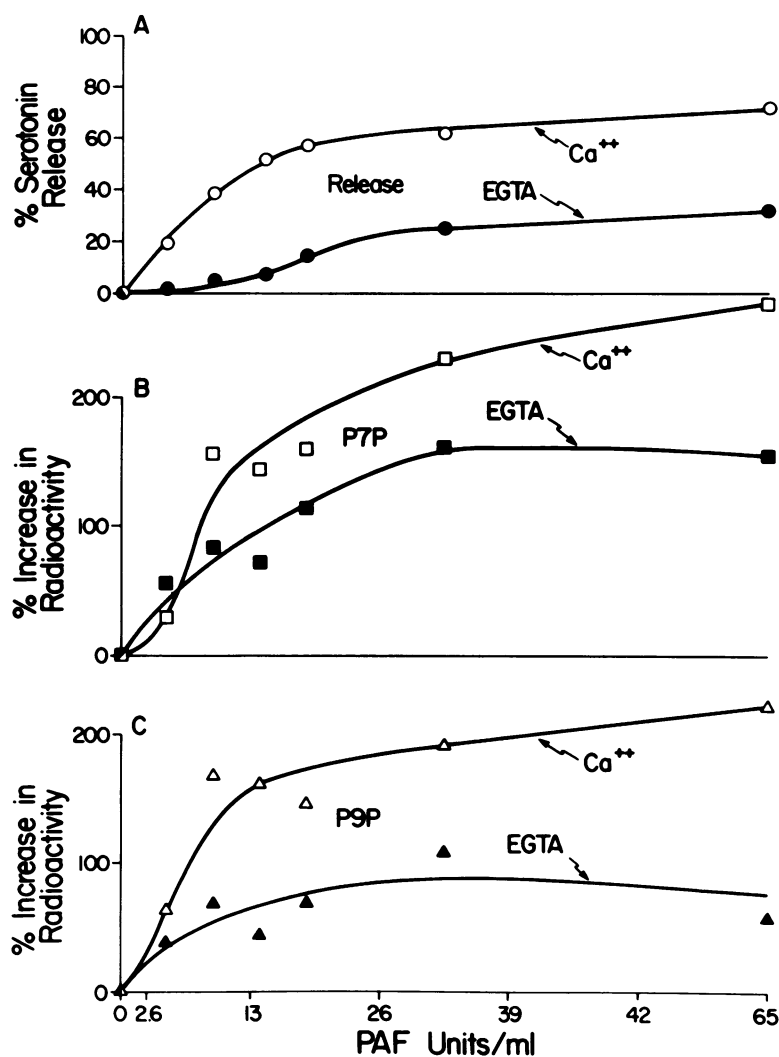 A
100
80
60
40
20
0
% Serotonin
Release
Release
Ca++
EGTA
B
200
100
0
% Increase in
Radioactivity
P7P
Ca++
EGTA
C
200
100
0
% Increase in
Radioactivity
P9P
Ca++
EGTA
0 2.6 13 26 39 42 65
PAF Units/ml